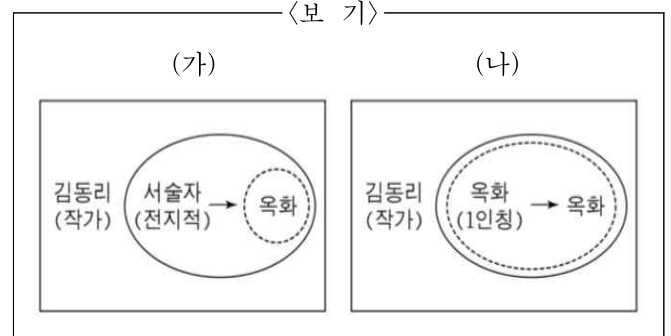 〈보 기〉
(가) (나)
김동리 서술자 → 옥화 김동리 옥화 → 옥화
(작가) (전지적) (작가) (1인칭)